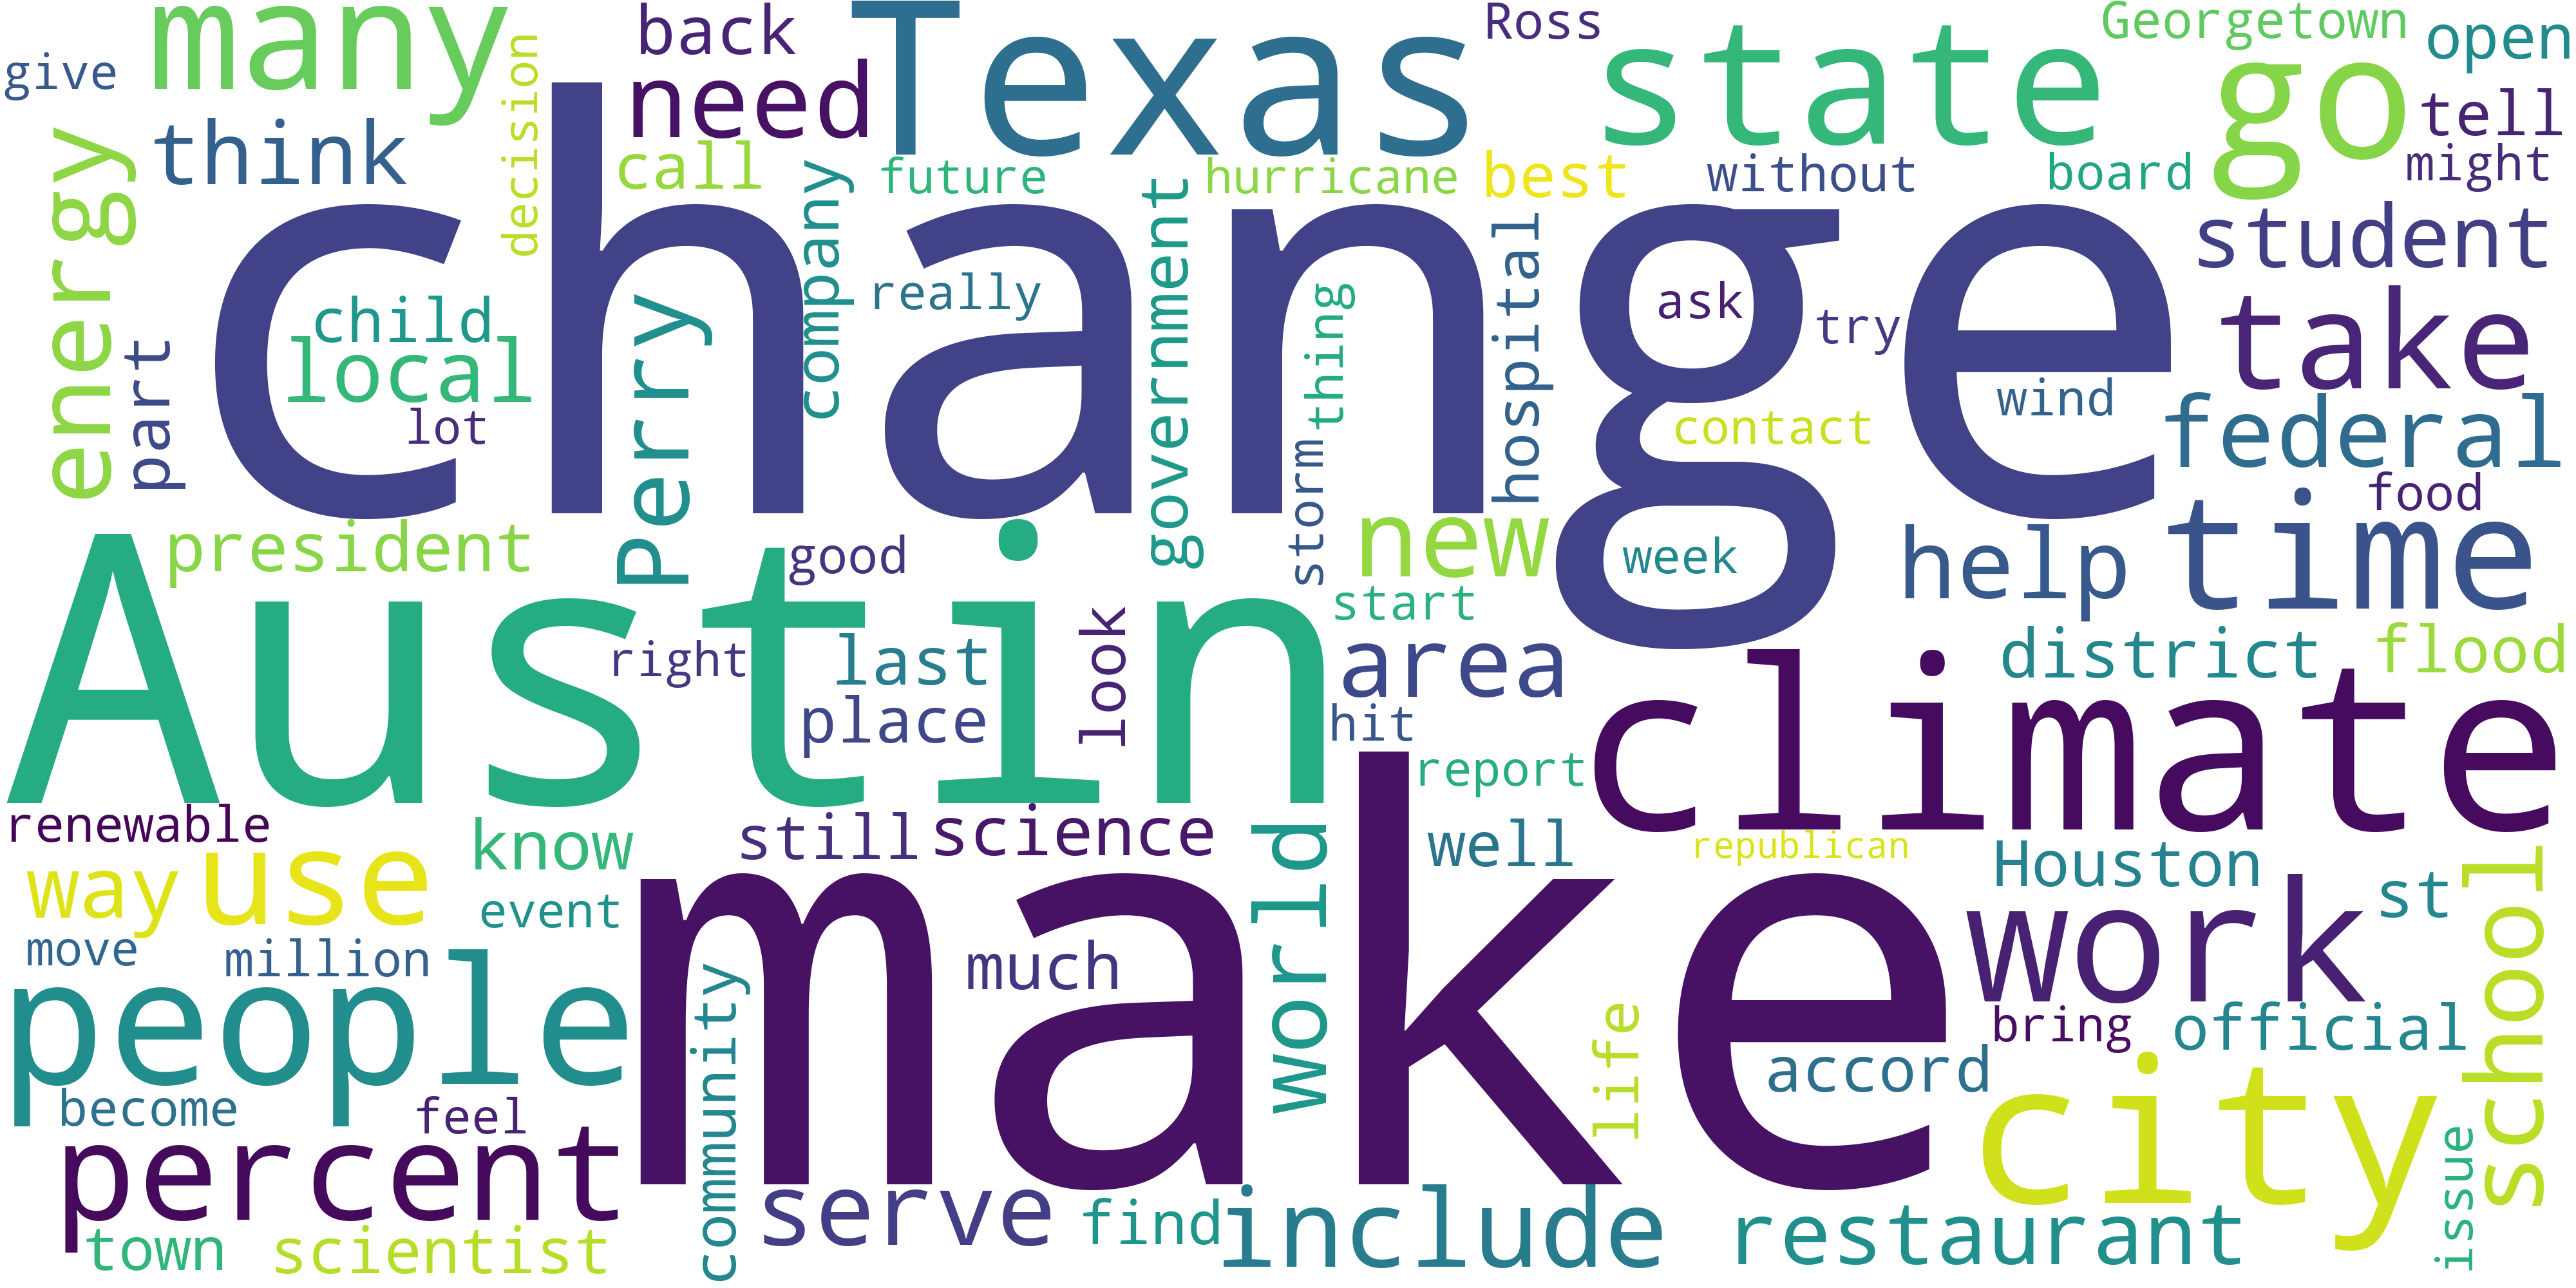 give
many
decision
back
need
Texas
Ross
state
Georgetown
go
open
tell
might
energy
think
call
company
future
government
hurricane
best
without
board
student
change
child
local
lot
part
Perry
really
thing
storm
hospital
ask
try
contact
wind
week
take
federal
food
time
help
new
start
president
good
Austin
right
last
place
look
area
hit
report
district
flood
climate
renewable
way
use
know
event
still
science
world
well
republican
Houston
st
school
work
move
million
people
become
feel
percent
town
scientist
community
make
much
life
accord
bring
official
city
serve
find
include
restaurant
issue